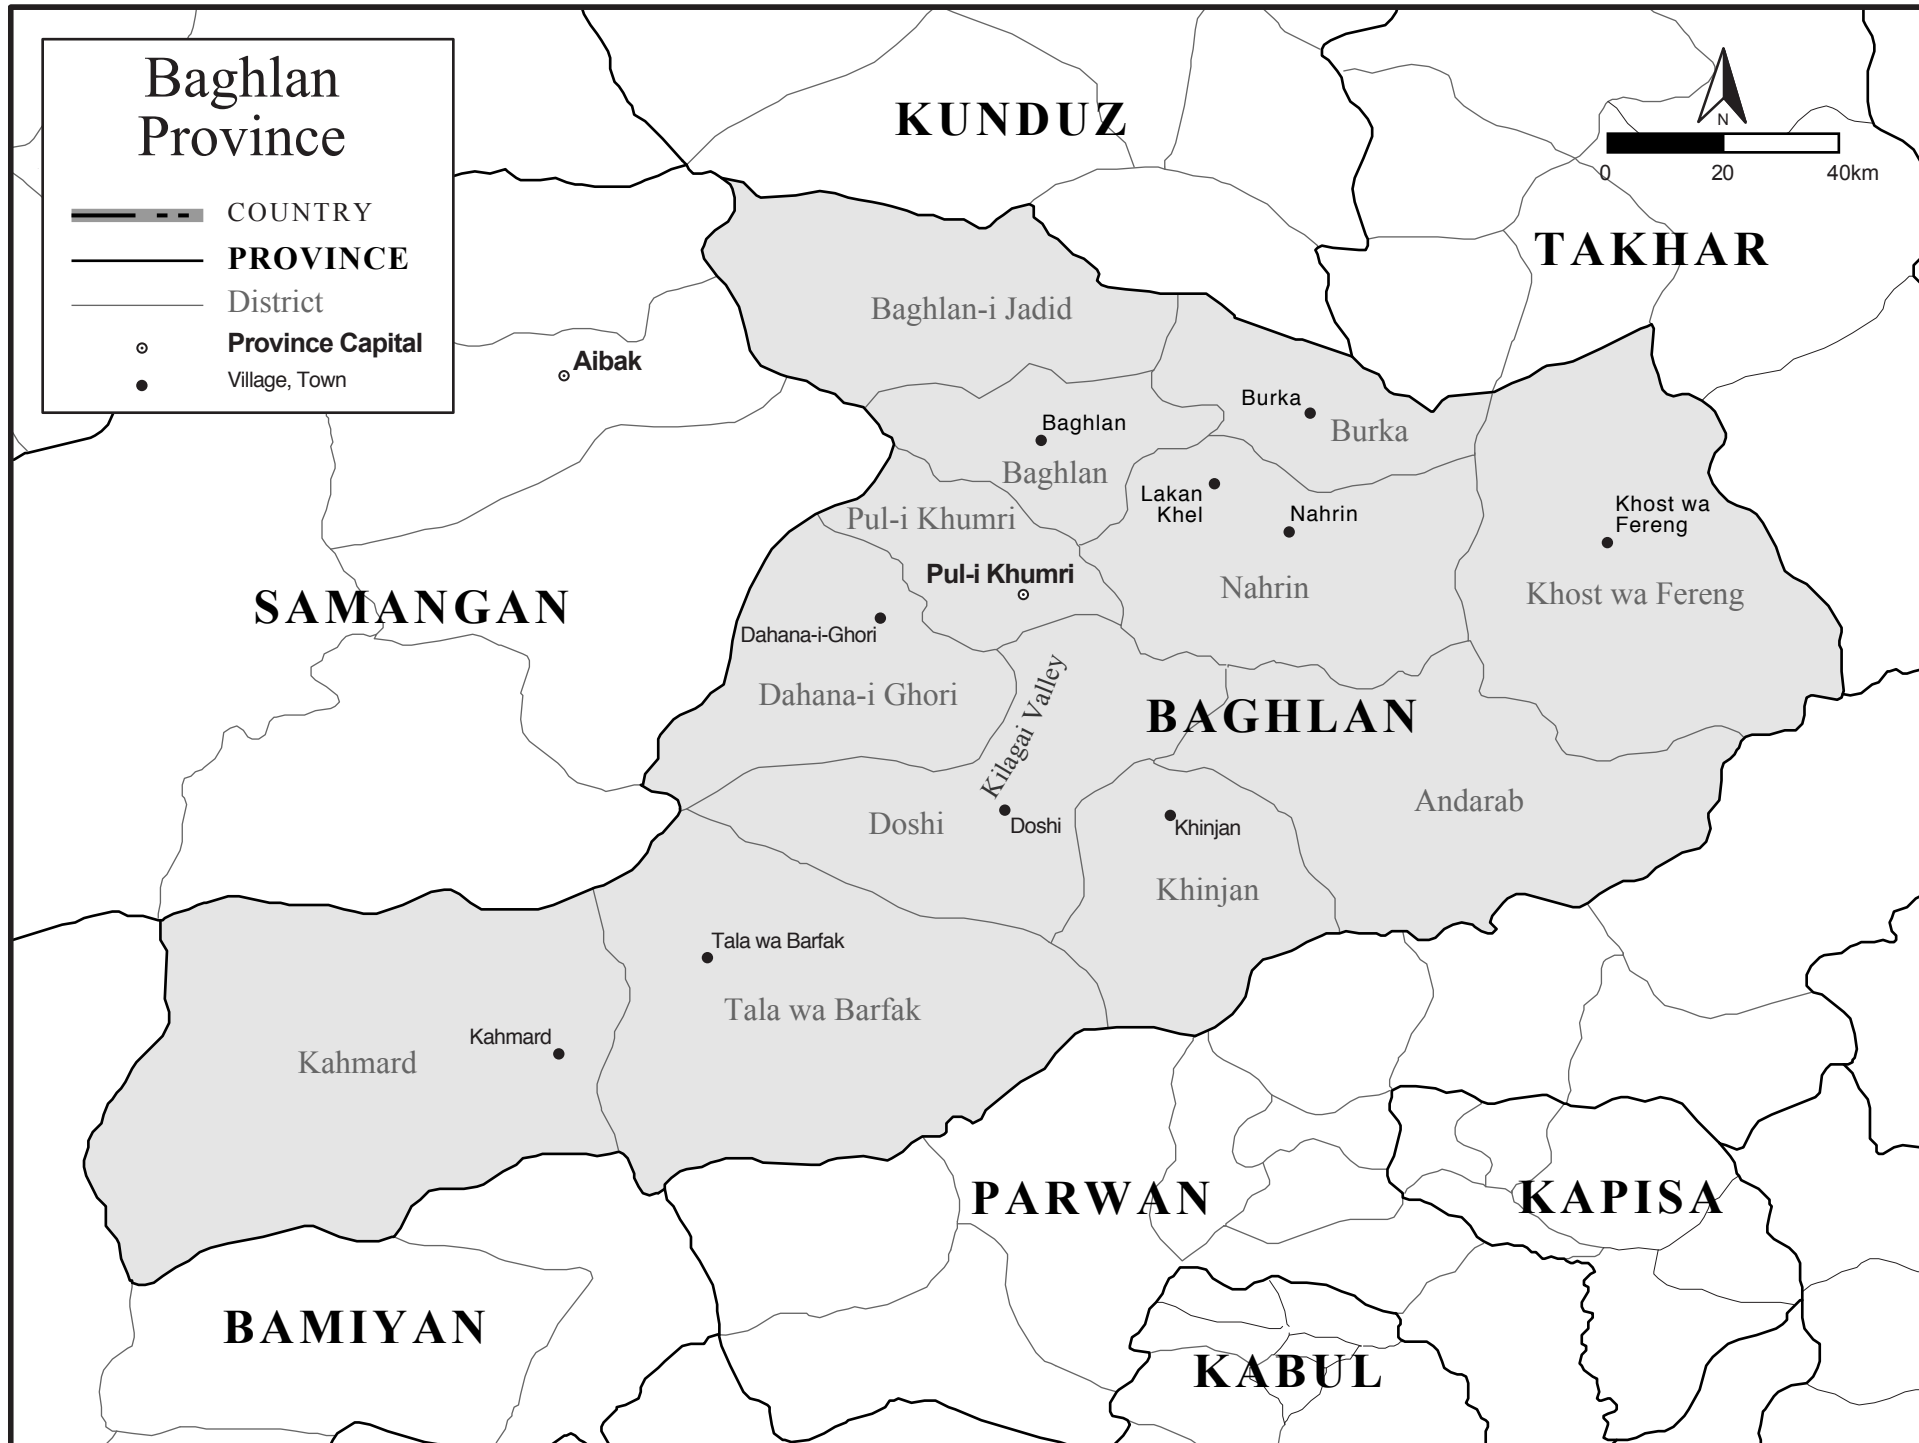 Baghlan
Province
COUNTRY
PROVINCE
District
Province Capital
Village, Town
KUNDUZ
N
0 20 40km
TAKHAR
Baghlan-i Jadid
Aibak
Burka
Burka
Baghlan
Baghlan
Lakan
Khel
Nahrin
Khost wa
Fereng
Pul-i Khumri
Pul-i Khumri
Nahrin
Khost wa Fereng
SAMANGAN
Dahana-i-Ghori
Dahana-i Ghori
Kilagai Valley
BAGHLAN
Andarab
Doshi
Doshi
Khinjan
Khinjan
Tala wa Barfak
Tala wa Barfak
Kahmard
Kahmard
PARWAN
KAPISA
BAMIYAN
KABUL